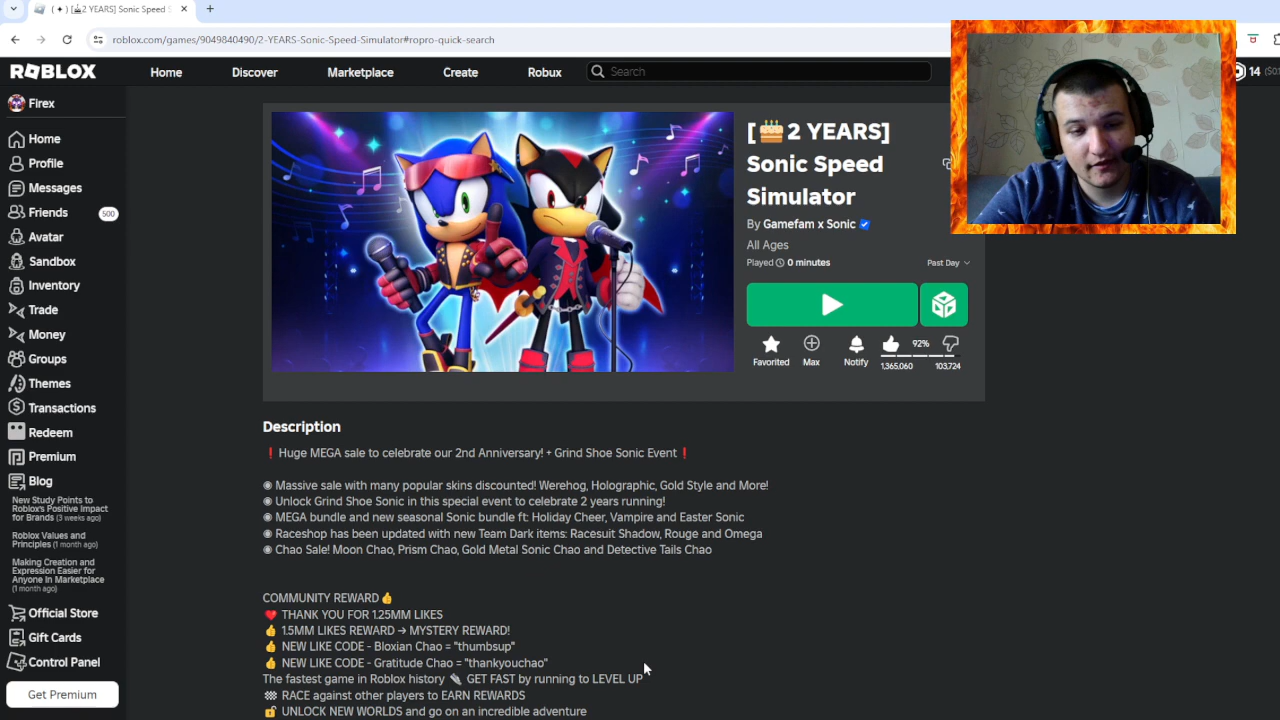 ( ✦ ) [🎂2 YEARS] Sonic Speed S
roblox.com/games/9049840490/2-YEARS-Sonic-Speed-Simulator#ropro-quick-search
ROBLOX
Home
Discover
Marketplace
Create
Robux
Search
14
Firex
Home
Profile
Messages
Friends
500
Avatar
Sandbox
Inventory
Trade
Money
Groups
Themes
Transactions
Redeem
Premium
Blog
New Study Points to
Roblox's Positive Impact
for Brands (3 weeks ago)
Roblox Values and
Principles (1 month ago)
Making Creation and
Expression Easier for
Anyone In Marketplace
(1 month ago)
Official Store
Gift Cards
Control Panel
Get Premium
[🎂2 YEARS]
Sonic Speed
Simulator
By Gamefam x Sonic
All Ages
Played 0 minutes
Past Day
Favorited
Max
Notify
92%
1,365,060
103,724
Description
❗Huge MEGA sale to celebrate our 2nd Anniversary! + Grind Shoe Sonic Event❗
◉ Massive sale with many popular skins discounted! Werehog, Holographic, Gold Style and More!
◉ Unlock Grind Shoe Sonic in this special event to celebrate 2 years running!
◉ MEGA bundle and new seasonal Sonic bundle ft: Holiday Cheer, Vampire and Easter Sonic
◉ Raceshop has been updated with new Team Dark items: Racesuit Shadow, Rouge and Omega
◉ Chao Sale! Moon Chao, Prism Chao, Gold Metal Sonic Chao and Detective Tails Chao
COMMUNITY REWARD👍
❤️ THANK YOU FOR 1.25MM LIKES
👍 1.5MM LIKES REWARD → MYSTERY REWARD!
👍 NEW LIKE CODE - Bloxian Chao = "thumbsup"
👍 NEW LIKE CODE - Gratitude Chao = "thankyouchao"
The fastest game in Roblox history 👟 GET FAST by running to LEVEL UP
🏁 RACE against other players to EARN REWARDS
🔓 UNLOCK NEW WORLDS and go on an incredible adventure